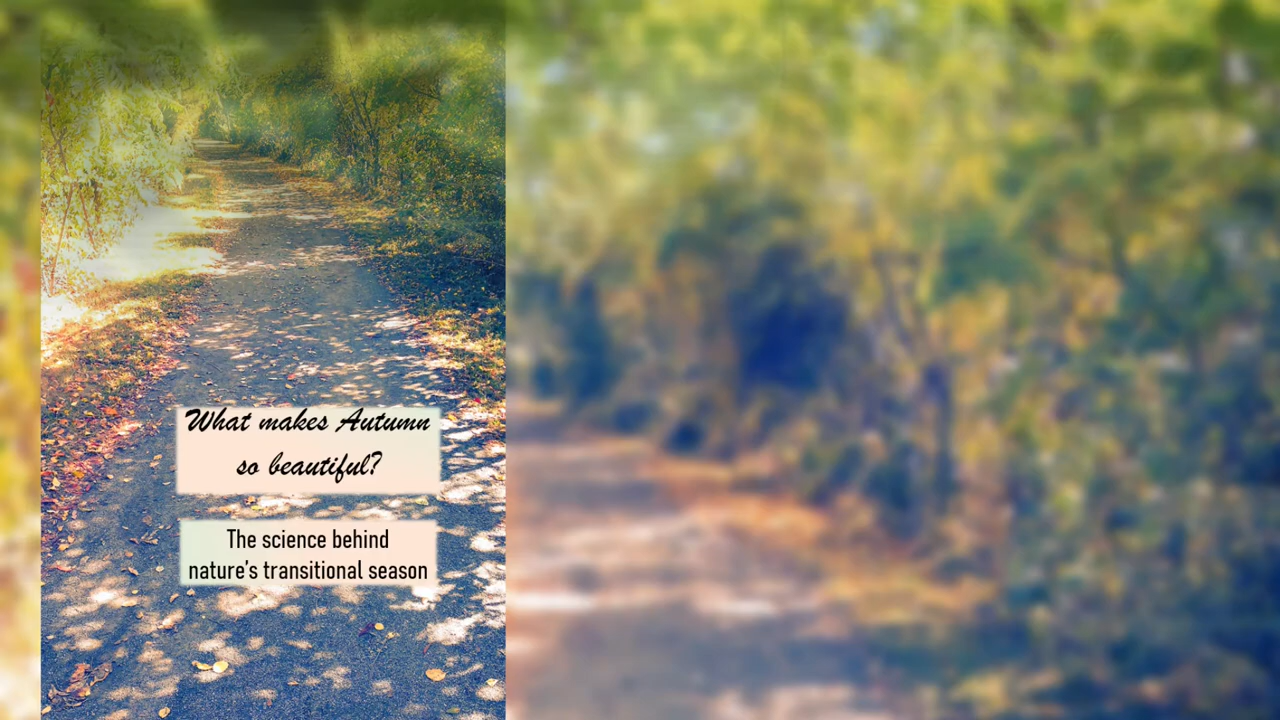 What makes Autumn
so beautiful?
The science behind
nature's transitional season